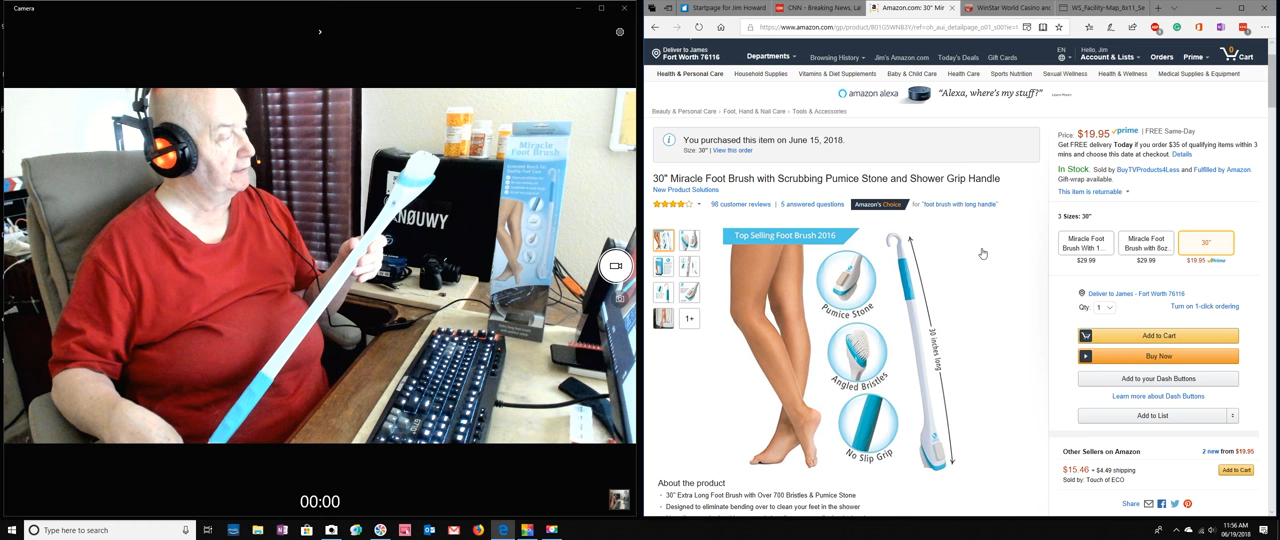 Camera
00:00
KNØUWY
Miracle
Foot Brush
Startpage for Jim Howard
CNN - Breaking News, La
Amazon.com: 30" Mir
WinStar World Casino and
WS_Facility-Map_8x11_Se
Deliver to James
Fort Worth 76116
Departments
Browsing History
Jim's Amazon.com
Today's Deals
Gift Cards
EN
Hello, Jim
Account & Lists
Orders
Prime
0
Cart
Health & Personal Care
Household Supplies
Vitamins & Diet Supplements
Baby & Child Care
Health Care
Sports Nutrition
Sexual Wellness
Health & Wellness
Medical Supplies & Equipment
amazon alexa
"Alexa, where's my stuff?"
Learn More
Beauty & Personal Care › Foot, Hand & Nail Care › Tools & Accessories
You purchased this item on June 15, 2018.
Size: 30" | View this order
30" Miracle Foot Brush with Scrubbing Pumice Stone and Shower Grip Handle
New Product Solutions
98 customer reviews | 5 answered questions
Amazon's Choice
for "foot brush with long handle"
1+
Top Selling Foot Brush 2016
Pumice Stone
Angled Bristles
No Slip Grip
30 inches long
About the product
• 30" Extra Long Foot Brush with Over 700 Bristles & Pumice Stone
• Designed to eliminate bending over to clean your feet in the shower
Price: $19.95 prime | FREE Same-Day
Get FREE delivery Today if you order $35 of qualifying items within 3
mins and choose this date at checkout. Details
In Stock. Sold by BuyTVProducts4Less and Fulfilled by Amazon.
Gift-wrap available.
This item is returnable
3 Sizes: 30"
Miracle Foot
Brush With 1...
$29.99
Miracle Foot
Brush with 8oz...
$29.99
30"
$19.95 prime
Deliver to James - Fort Worth 76116
Qty: 1
Turn on 1-click ordering
Add to Cart
Buy Now
Add to your Dash Buttons
Learn more about Dash Buttons
Add to List
Other Sellers on Amazon
2 new from $19.95
$15.46 + $4.49 shipping
Sold by: Touch of ECO
Add to Cart
Share
Type here to search
11:56 AM
06/19/2018